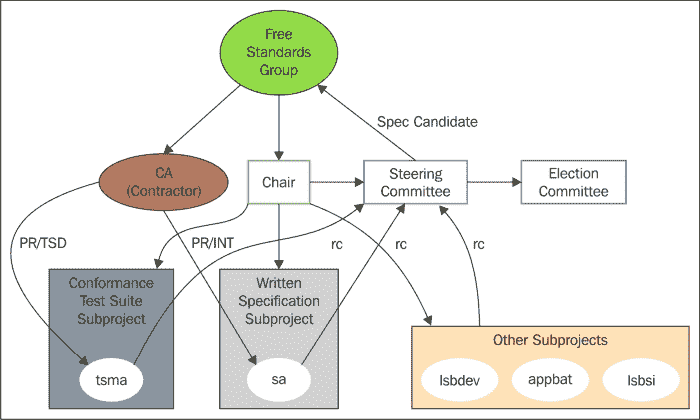 Free
Standards
Group
Spec Candidate
CA
(Contractor)
Chair
Steering
Committee
Election
Committee
PR/TSD
PR/INT
rc
rc
rc
Conformance
Test Suite
Subproject
Written
Specification
Subproject
Other Subprojects
tsma
sa
lsbdev
appbat
lsbsi